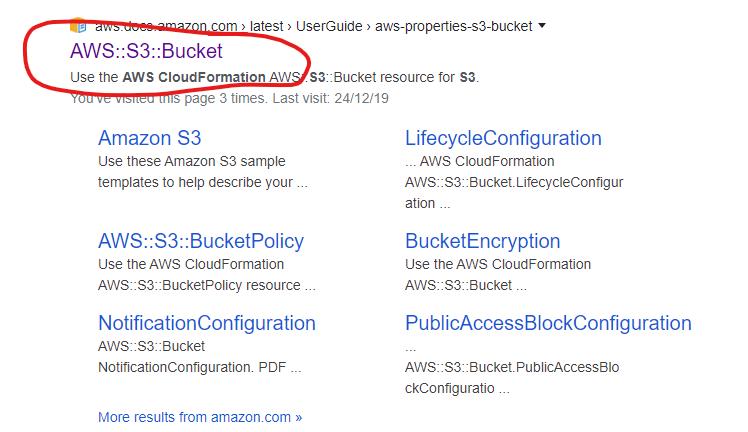 aws.docs.amazon.com › latest › UserGuide › aws-properties-s3-bucket
AWS::S3::Bucket
Use the AWS CloudFormation AWS::S3::Bucket resource for S3.
You've visited this page 3 times. Last visit: 24/12/19
Amazon S3
Use these Amazon S3 sample
templates to help describe your ...
LifecycleConfiguration
... AWS CloudFormation
AWS::S3::Bucket.LifecycleConfigur
ation ...
AWS::S3::BucketPolicy
Use the AWS CloudFormation
AWS::S3::BucketPolicy resource ...
BucketEncryption
Use the AWS CloudFormation
AWS::S3::Bucket ...
NotificationConfiguration
AWS::S3::Bucket
NotificationConfiguration. PDF ...
PublicAccessBlockConfiguration
...
AWS::S3::Bucket.PublicAccessBlo
ckConfiguratio ...
More results from amazon.com »